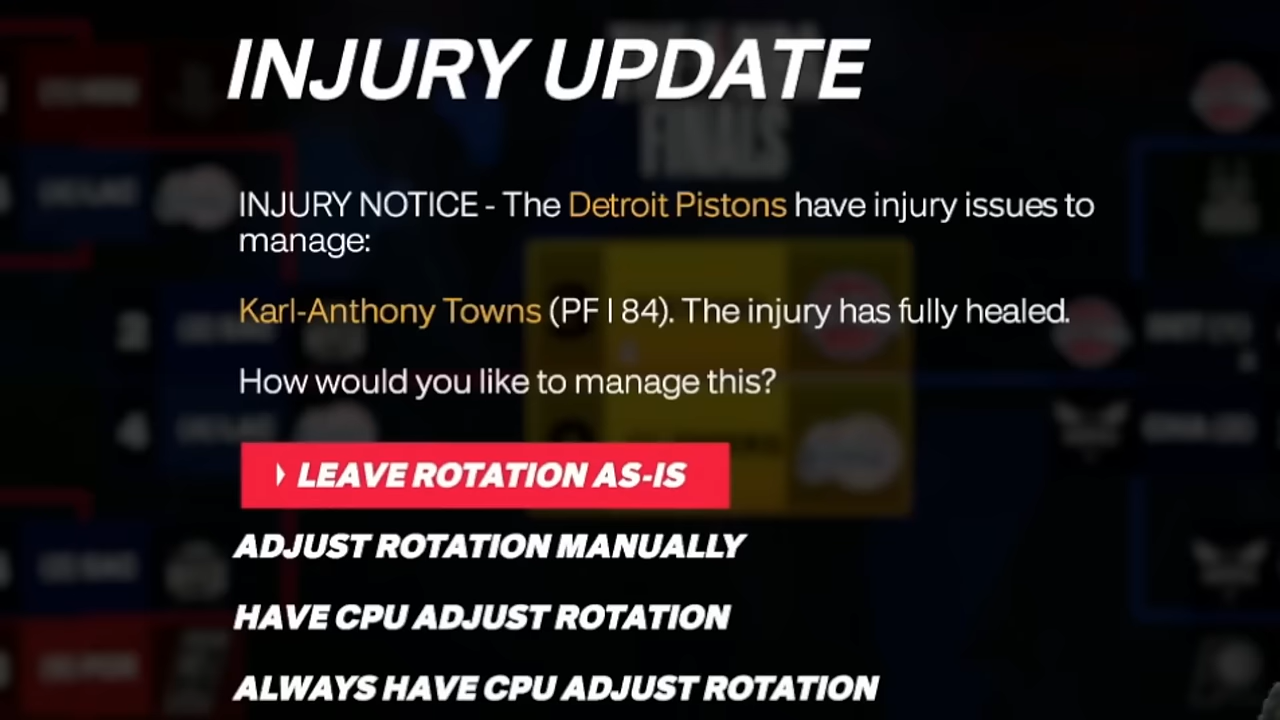 INJURY UPDATE
FINALS
INJURY NOTICE - The Detroit Pistons have injury issues to
manage:
Karl-Anthony Towns (PF | 84). The injury has fully healed.
How would you like to manage this?
LEAVE ROTATION AS-IS
ADJUST ROTATION MANUALLY
HAVE CPU ADJUST ROTATION
ALWAYS HAVE CPU ADJUST ROTATION